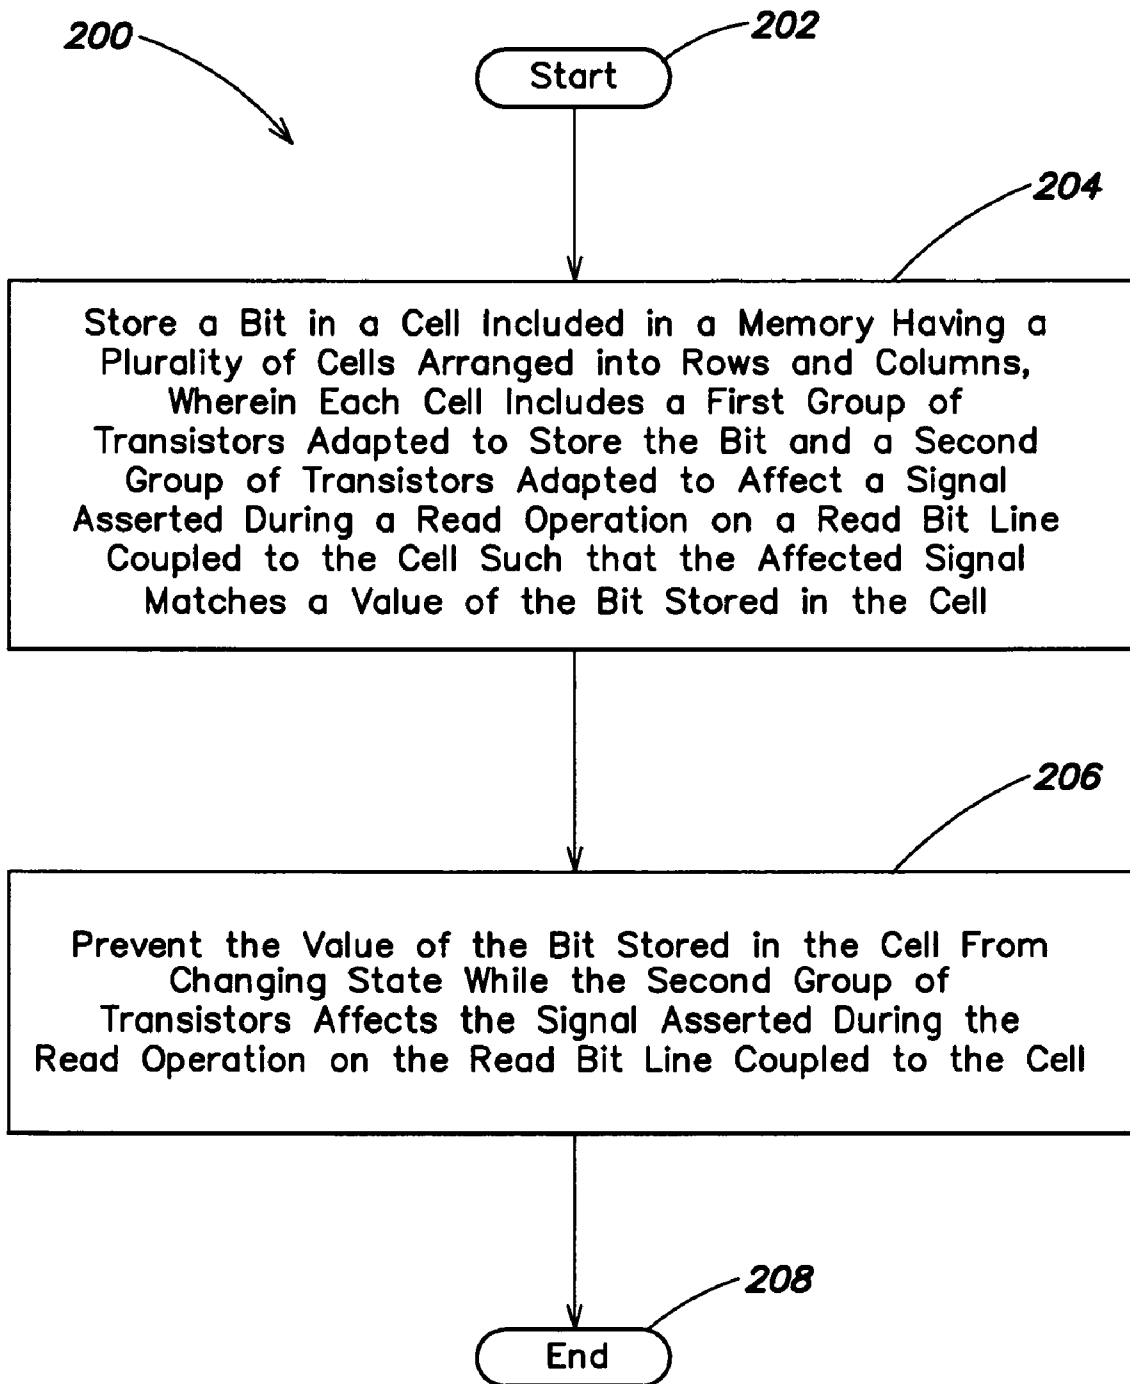 200
202
Start
204
Store a Bit in a Cell Included in a Memory Having a
Plurality of Cells Arranged into Rows and Columns,
Wherein Each Cell Includes a First Group of
Transistors Adapted to Store the Bit and a Second
Group of Transistors Adapted to Affect a Signal
Asserted During a Read Operation on a Read Bit Line
Coupled to the Cell Such that the Affected Signal
Matches a Value of the Bit Stored in the Cell
206
Prevent the Value of the Bit Stored in the Cell From
Changing State While the Second Group of
Transistors Affects the Signal Asserted During the
Read Operation on the Read Bit Line Coupled to the Cell
208
End